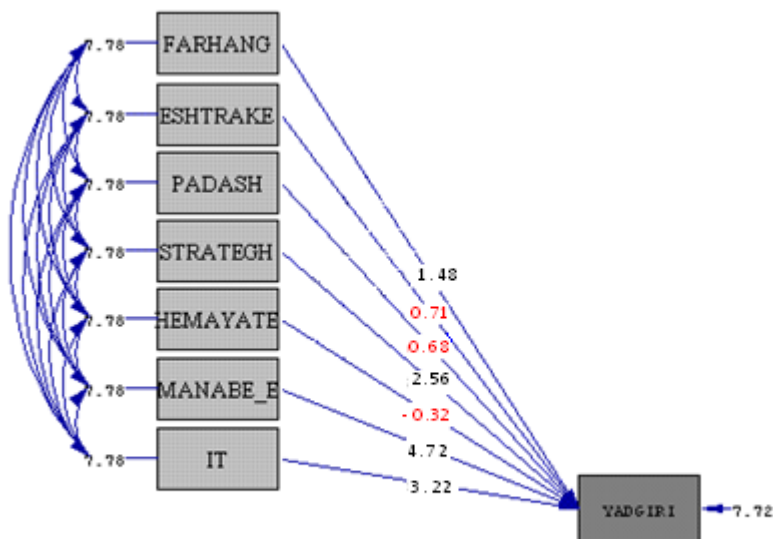 7.78 FARHANG
7.78 ESHTRAKE
7.78 PADASH
7.78 STRATEGH
7.78 HEMAYATE
7.78 MANABE_E
7.78 IT
1.48
0.71
0.68
2.56
-0.32
4.72
3.22
YADGIRI 7.72